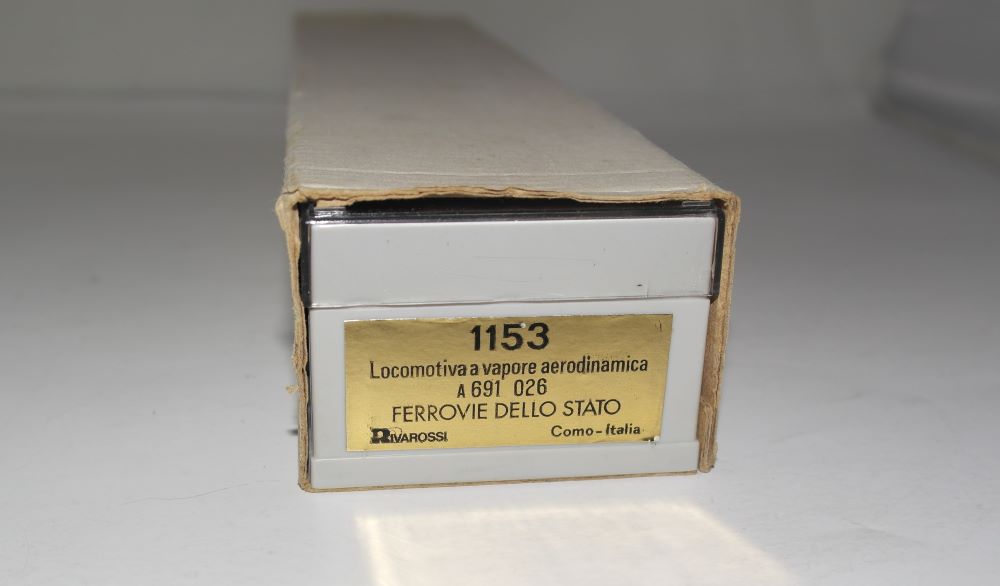 1153
Locomotiva a vapore aerodinamica
A 691 026
FERROVIE DELLO STATO
RIVAROSSI Como-Italia